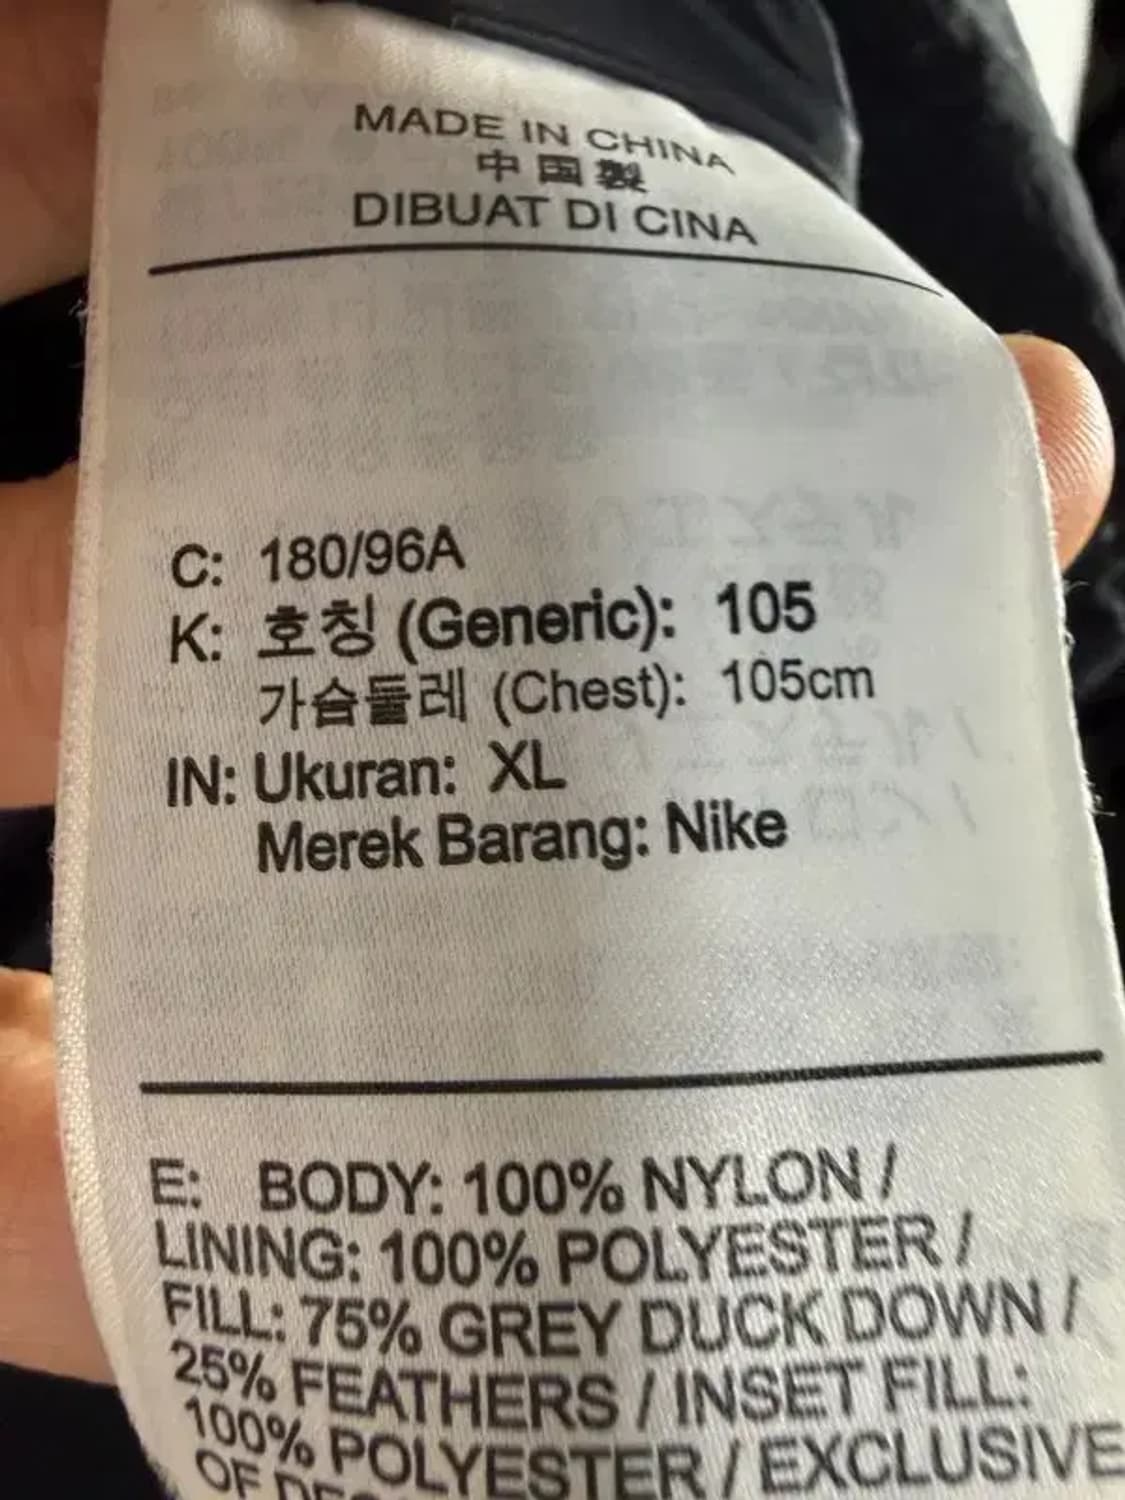 MADE IN CHINA
中国製
DIBUAT DI CINA
C: 180/96A
K: 호칭 (Generic): 105
가슴둘레 (Chest): 105cm
IN: Ukuran: XL
Merek Barang: Nike
E: BODY: 100% NYLON /
LINING: 100% POLYESTER /
FILL: 75% GREY DUCK DOWN /
25% FEATHERS / INSET FILL:
100% POLYESTER / EXCLUSIVE
OF